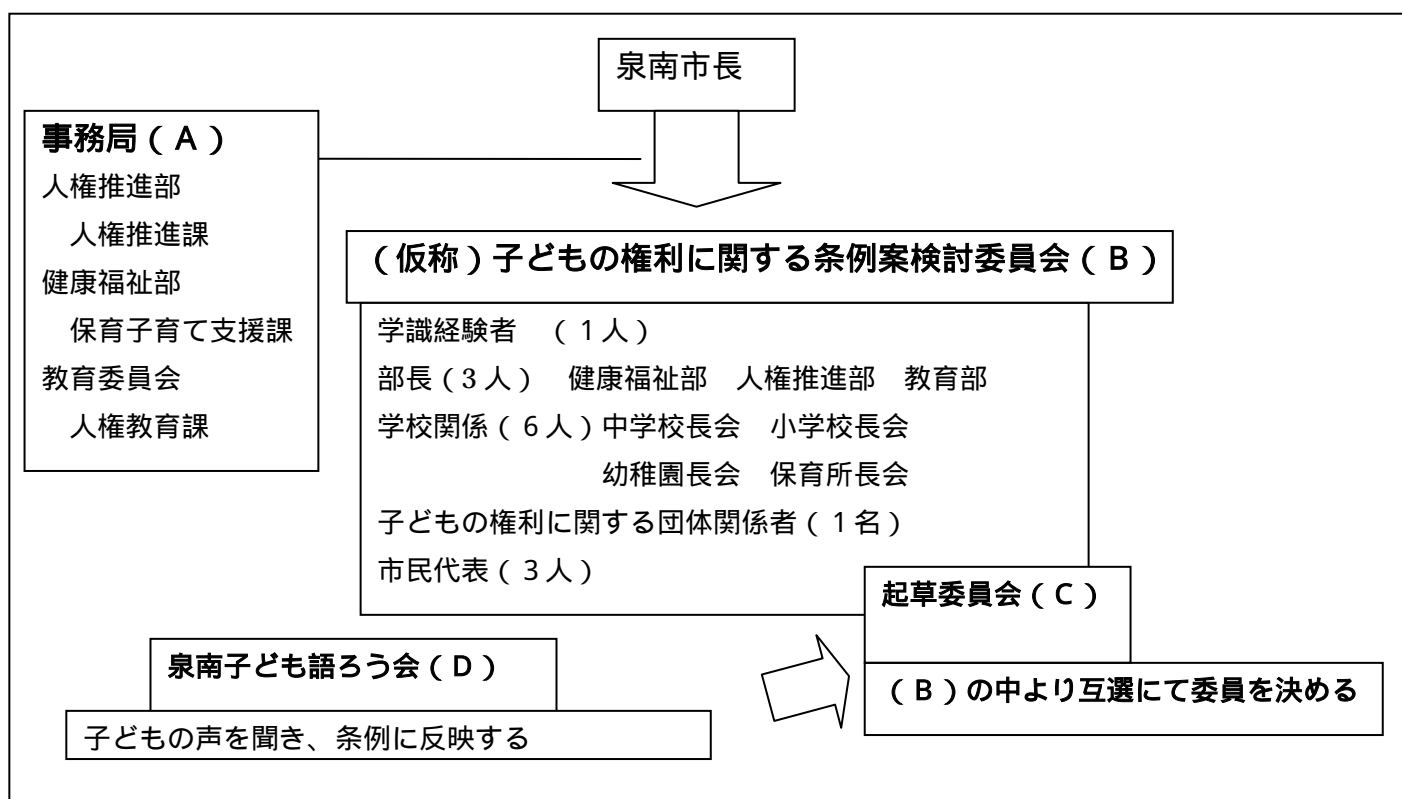 泉南市長
事務局（Ａ）
人権推進部
人権推進課
健康福祉部
保育子育て支援課
教育委員会
人権教育課
（仮称）子どもの権利に関する条例案検討委員会（Ｂ）
学識経験者　（１人）
部長（３人）　健康福祉部　人権推進部　教育部
学校関係（６人）中学校長会　小学校長会
幼稚園長会　保育所長会
子どもの権利に関する団体関係者（１名）
市民代表（３人）
起草委員会（Ｃ）
（Ｂ）の中より互選にて委員を決める
泉南子ども語ろう会（Ｄ）
子どもの声を聞き、条例に反映する